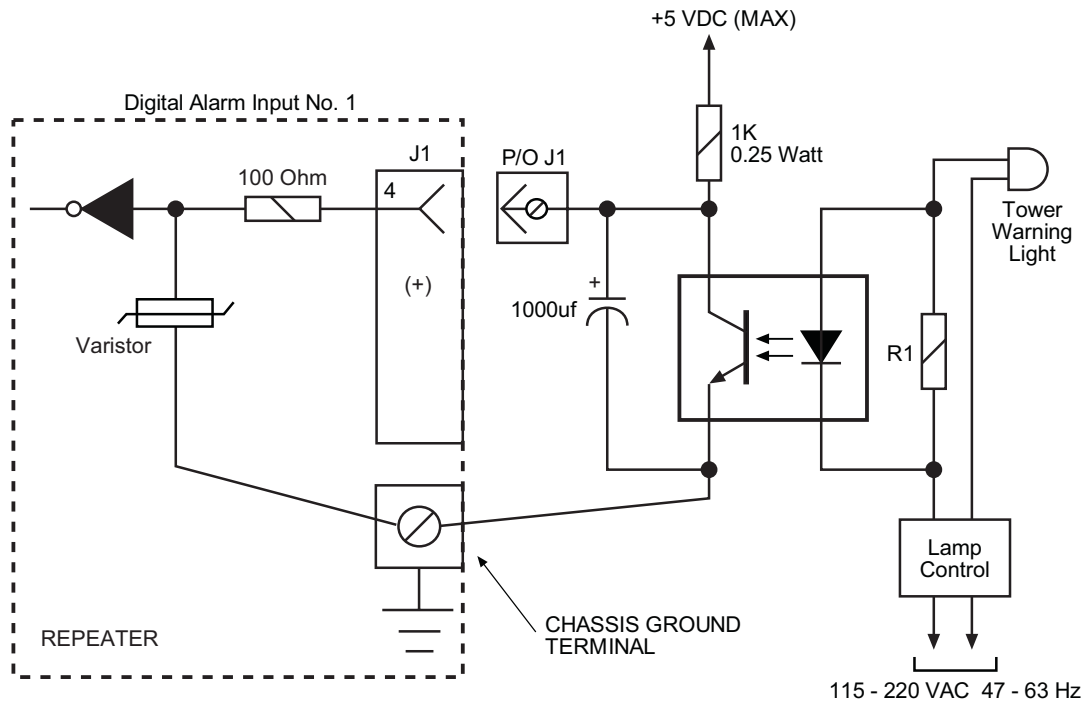 +5 VDC (MAX)
Digital Alarm Input No. 1
1K
0.25 Watt
J1
P/O J1
100 Ohm
4
Tower
Warning
Light
(+)
+
1000uf
Varistor
R1
Lamp
Control
CHASSIS GROUND
TERMINAL
REPEATER
115 - 220 VAC 47 - 63 Hz